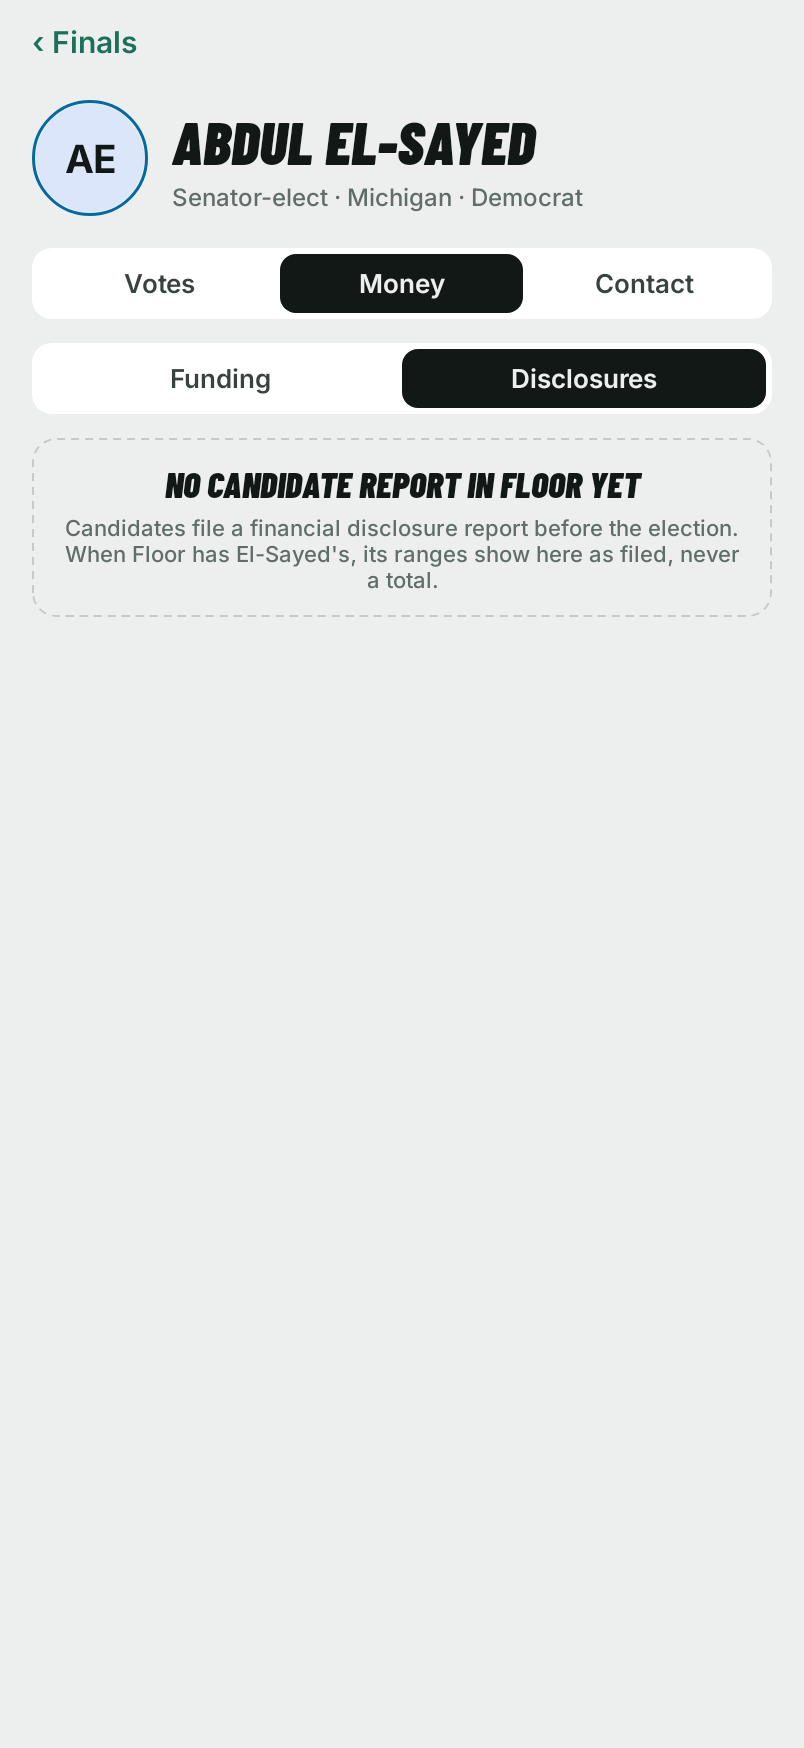 ‹ Finals
AE
ABDUL EL-SAYED
Senator-elect · Michigan · Democrat
Votes Money Contact
Funding Disclosures
NO CANDIDATE REPORT IN FLOOR YET
Candidates file a financial disclosure report before the election.
When Floor has El-Sayed's, its ranges show here as filed, never
a total.